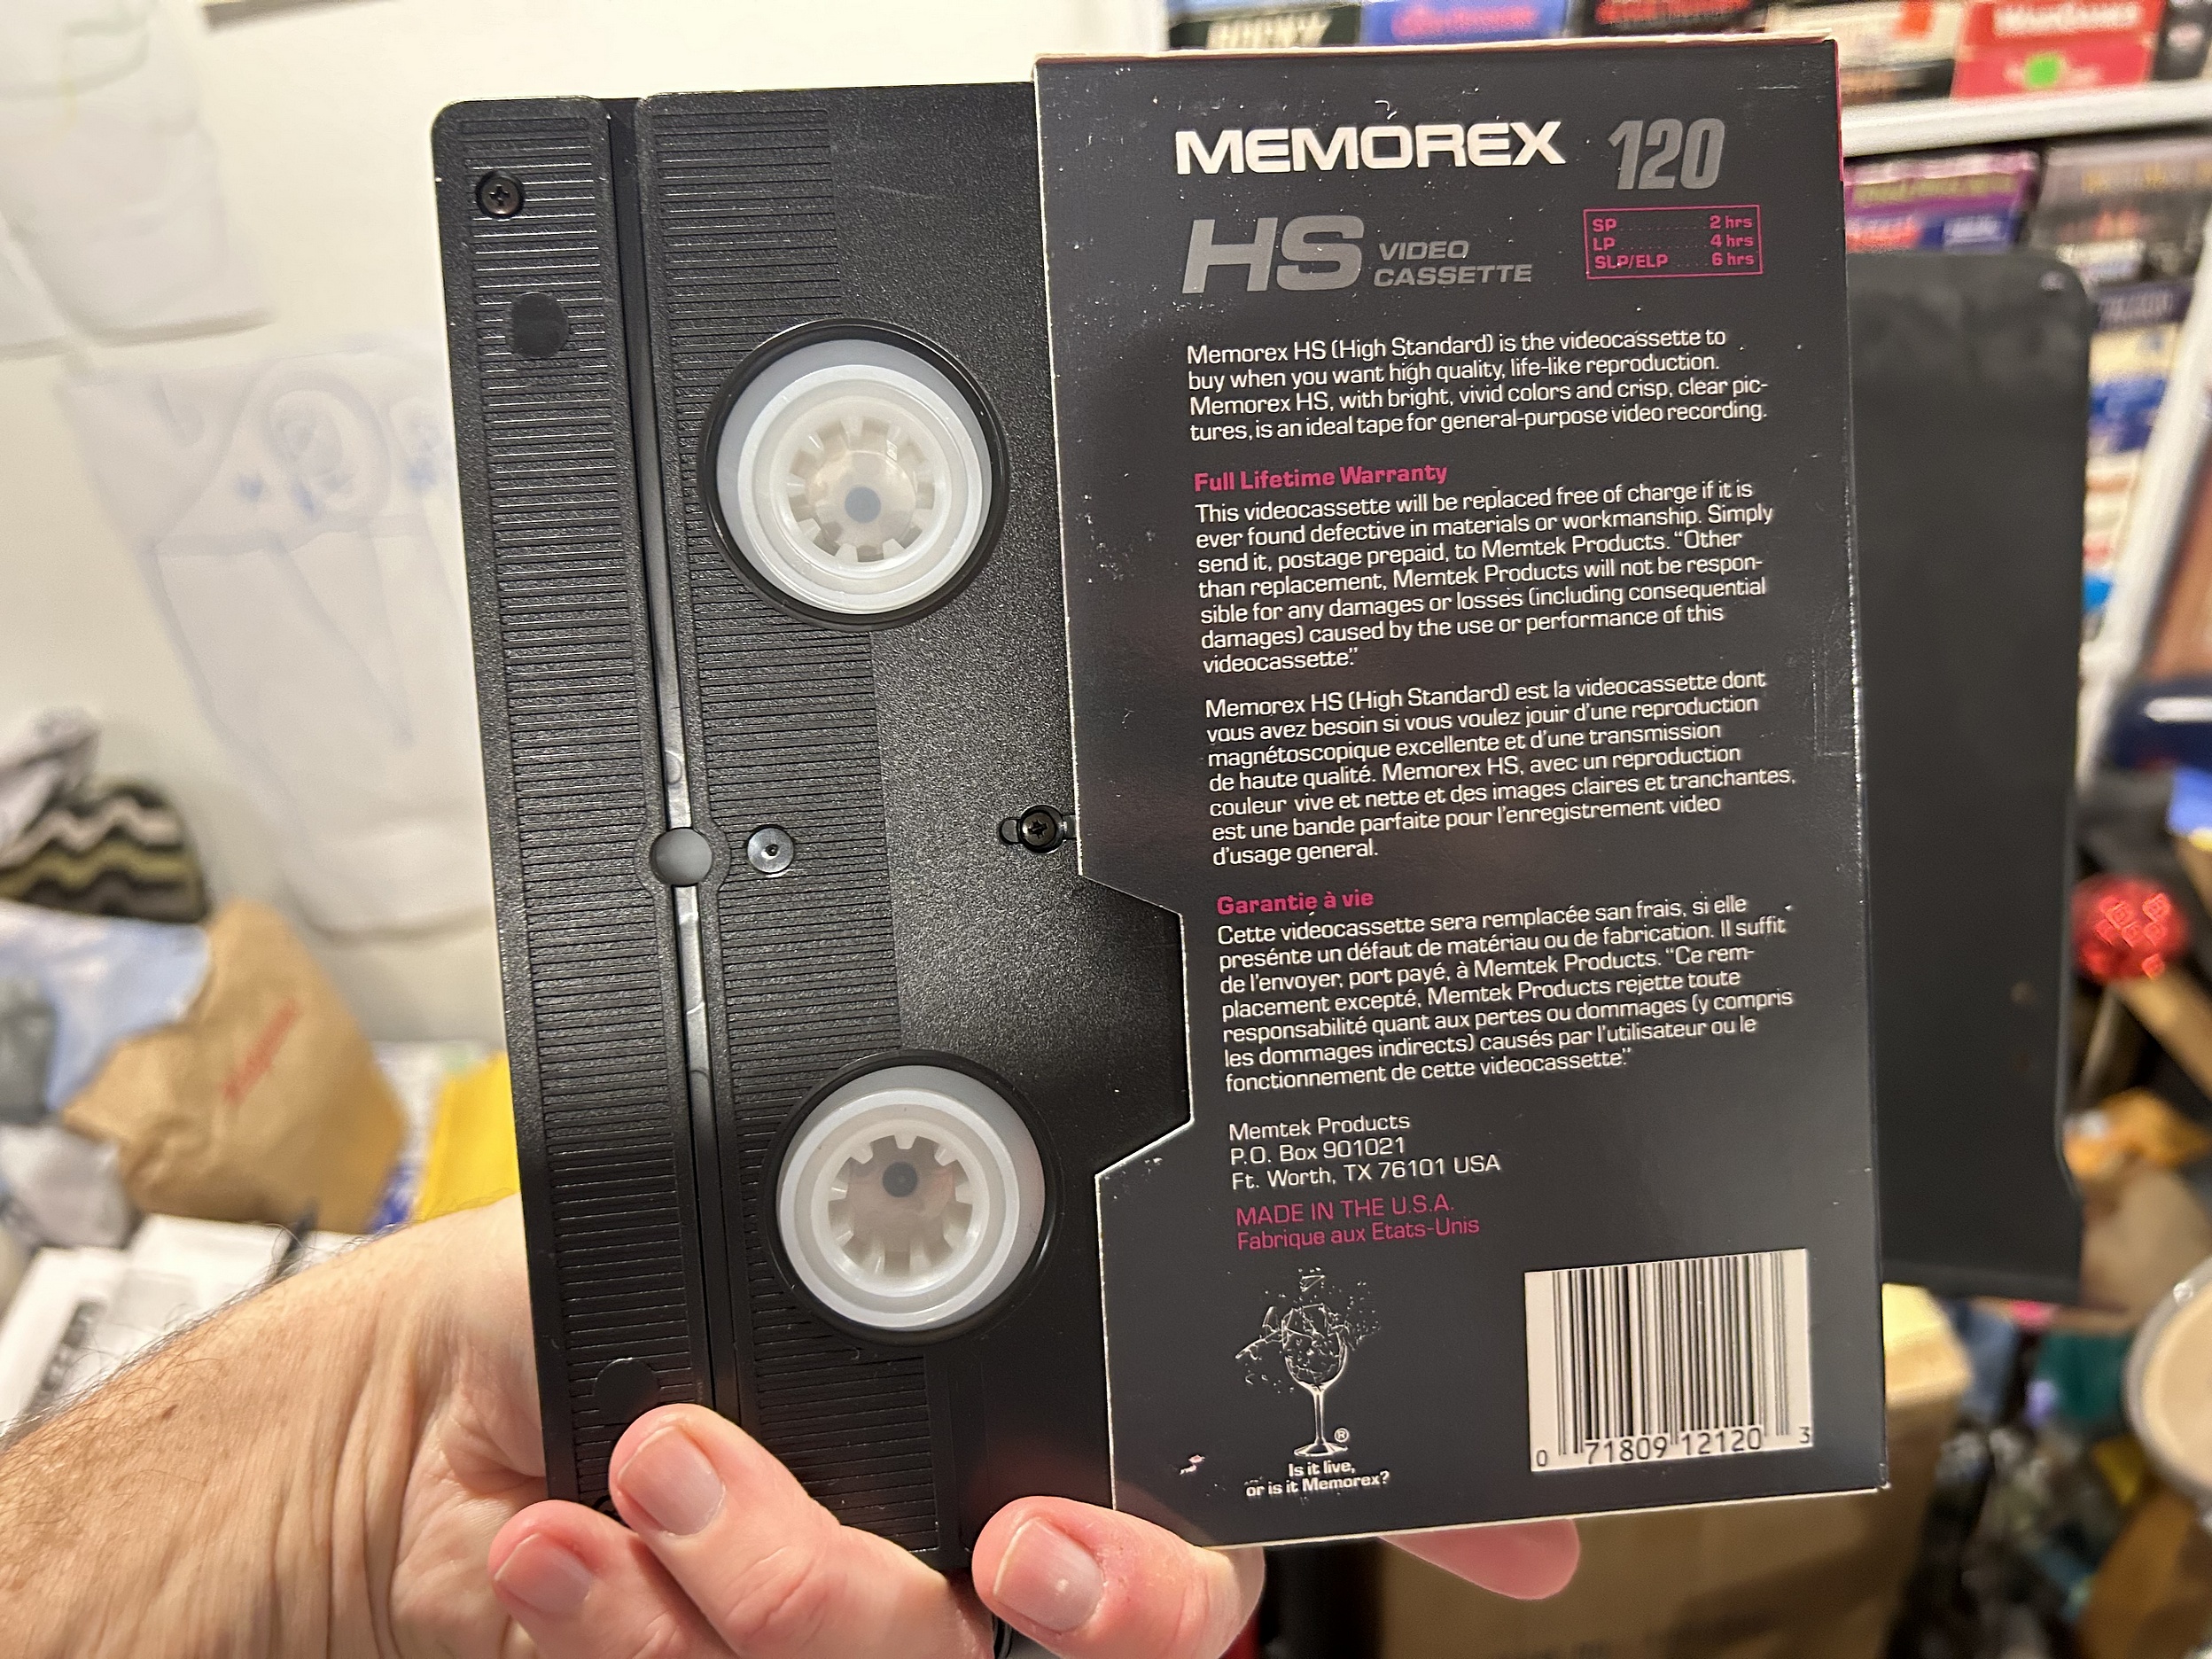 MEMOREX 120
HS VIDEO
CASSETTE
SP ........ 2 hrs
LP ........ 4 hrs
SLP/ELP .... 6 hrs
Memorex HS (High Standard) is the videocassette to
buy when you want high quality, life-like reproduction.
Memorex HS, with bright, vivid colors and crisp, clear pic-
tures, is an ideal tape for general-purpose video recording.
Full Lifetime Warranty
This videocassette will be replaced free of charge if it is
ever found defective in materials or workmanship. Simply
send it, postage prepaid, to Memtek Products. “Other
than replacement, Memtek Products will not be respon-
sible for any damages or losses (including consequential
damages) caused by the use or performance of this
videocassette.”
Memorex HS (High Standard) est la videocassette dont
vous avez besoin si vous voulez jouir d’une reproduction
magnétoscopique excellente et d’une transmission
de haute qualité. Memorex HS, avec un reproduction
couleur vive et nette et des images claires et tranchantes,
est une bande parfaite pour l’enregistrement video
d’usage general.
Garantie à vie
Cette videocassette sera remplacée san frais, si elle
presénte un défaut de matériau ou de fabrication. Il suffit
de l’envoyer, port payé, à Memtek Products. “Ce rem-
placement excepté, Memtek Products rejette toute
responsabilité quant aux pertes ou dommages (y compris
les dommages indirects) causés par l’utilisateur ou le
fonctionnement de cette videocassette.”
Memtek Products
P.O. Box 901021
Ft. Worth, TX 76101 USA
MADE IN THE U.S.A.
Fabrique aux Etats-Unis
®
Is it live,
or is it Memorex?
0 71809 12120 3